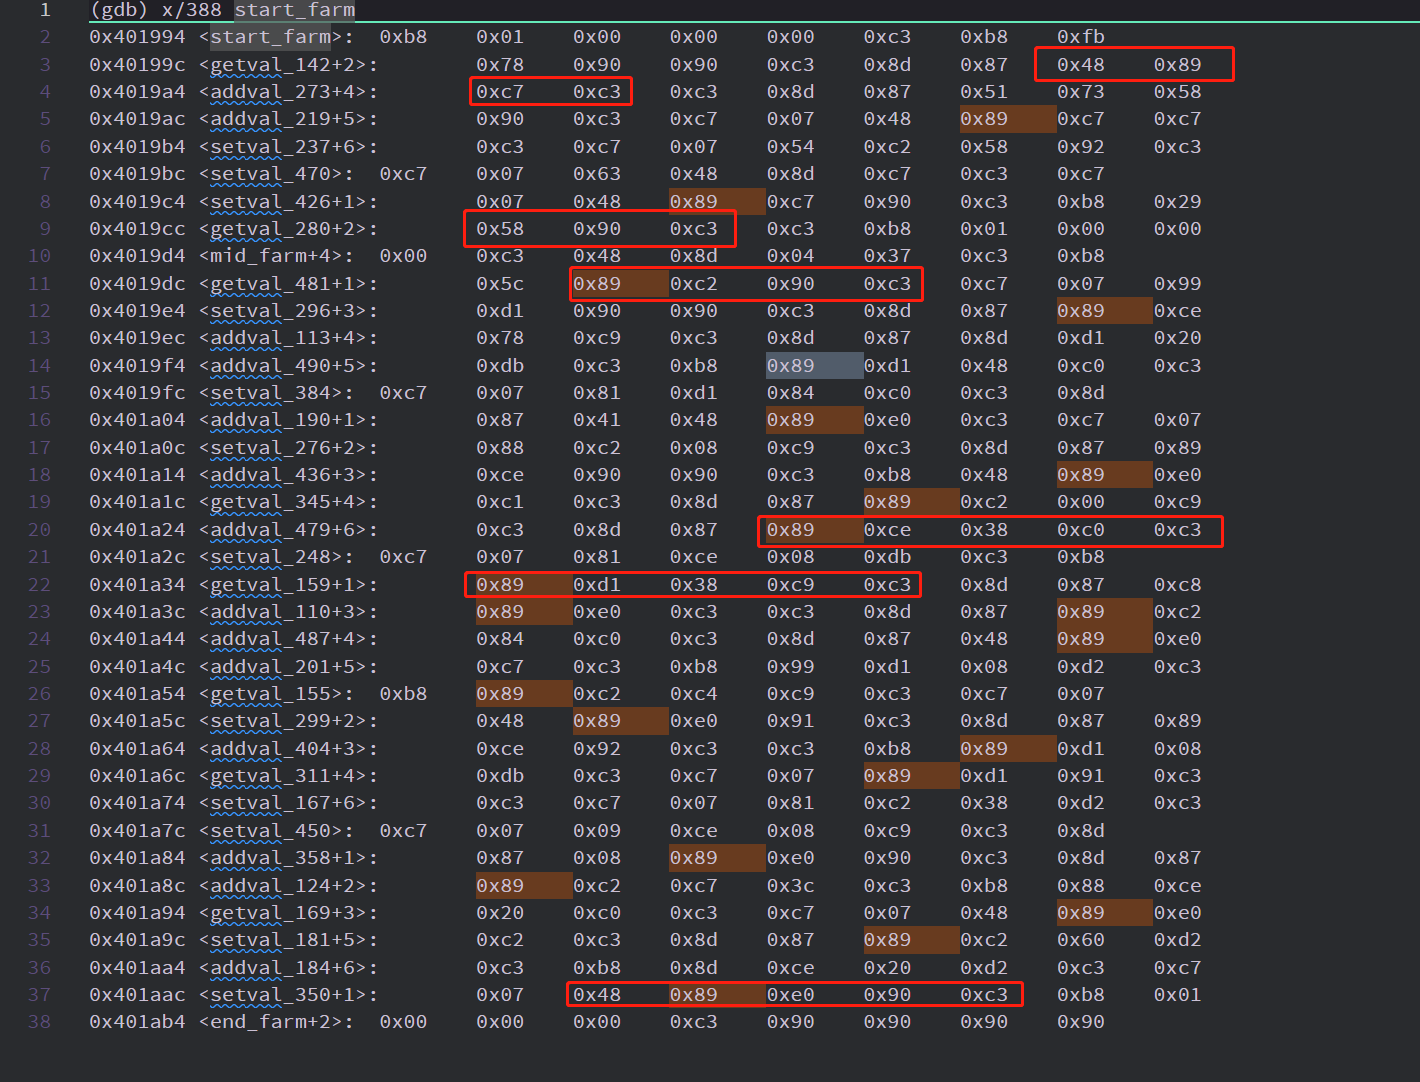 1 (gdb) x/388 start_farm
2 0x401994 <start_farm>: 0xb8 0x01 0x00 0x00 0x00 0xc3 0xb8 0xfb
3 0x40199c <getval_142+2>: 0x78 0x90 0x90 0xc3 0x8d 0x87 0x48 0x89
4 0x4019a4 <addval_273+4>: 0xc7 0xc3 0xc3 0x8d 0x87 0x51 0x73 0x58
5 0x4019ac <addval_219+5>: 0x90 0xc3 0xc7 0x07 0x48 0x89 0xc7 0xc7
6 0x4019b4 <setval_237+6>: 0xc3 0xc7 0x07 0x54 0xc2 0x58 0x92 0xc3
7 0x4019bc <setval_470>: 0xc7 0x07 0x63 0x48 0x8d 0xc7 0xc3 0xc7
8 0x4019c4 <setval_426+1>: 0x07 0x48 0x89 0xc7 0x90 0xc3 0xb8 0x29
9 0x4019cc <getval_280+2>: 0x58 0x90 0xc3 0xc3 0xb8 0x01 0x00 0x00
10 0x4019d4 <mid_farm+4>: 0x00 0xc3 0x48 0x8d 0x04 0x37 0xc3 0xb8
11 0x4019dc <getval_481+1>: 0x5c 0x89 0xc2 0x90 0xc3 0xc7 0x07 0x99
12 0x4019e4 <setval_296+3>: 0xd1 0x90 0x90 0xc3 0x8d 0x87 0x89 0xce
13 0x4019ec <addval_113+4>: 0x78 0xc9 0xc3 0x8d 0x87 0x8d 0xd1 0x20
14 0x4019f4 <addval_490+5>: 0xdb 0xc3 0xb8 0x89 0xd1 0x48 0xc0 0xc3
15 0x4019fc <setval_384>: 0xc7 0x07 0x81 0xd1 0x84 0xc0 0xc3 0x8d
16 0x401a04 <addval_190+1>: 0x87 0x41 0x48 0x89 0xe0 0xc3 0xc7 0x07
17 0x401a0c <setval_276+2>: 0x88 0xc2 0x08 0xc9 0xc3 0x8d 0x87 0x89
18 0x401a14 <addval_436+3>: 0xce 0x90 0x90 0xc3 0xb8 0x48 0x89 0xe0
19 0x401a1c <getval_345+4>: 0xc1 0xc3 0x8d 0x87 0x89 0xc2 0x00 0xc9
20 0x401a24 <addval_479+6>: 0xc3 0x8d 0x87 0x89 0xce 0x38 0xc0 0xc3
21 0x401a2c <setval_248>: 0xc7 0x07 0x81 0xce 0x08 0xdb 0xc3 0xb8
22 0x401a34 <getval_159+1>: 0x89 0xd1 0x38 0xc9 0xc3 0x8d 0x87 0xc8
23 0x401a3c <addval_110+3>: 0x89 0xe0 0xc3 0xc3 0x8d 0x87 0x89 0xc2
24 0x401a44 <addval_487+4>: 0x84 0xc0 0xc3 0x8d 0x87 0x48 0x89 0xe0
25 0x401a4c <addval_201+5>: 0xc7 0xc3 0xb8 0x99 0xd1 0x08 0xd2 0xc3
26 0x401a54 <getval_155>: 0xb8 0x89 0xc2 0xc4 0xc9 0xc3 0xc7 0x07
27 0x401a5c <setval_299+2>: 0x48 0x89 0xe0 0x91 0xc3 0x8d 0x87 0x89
28 0x401a64 <addval_404+3>: 0xce 0x92 0xc3 0xc3 0xb8 0x89 0xd1 0x08
29 0x401a6c <getval_311+4>: 0xdb 0xc3 0xc7 0x07 0x89 0xd1 0x91 0xc3
30 0x401a74 <setval_167+6>: 0xc3 0xc7 0x07 0x81 0xc2 0x38 0xd2 0xc3
31 0x401a7c <setval_450>: 0xc7 0x07 0x09 0xce 0x08 0xc9 0xc3 0x8d
32 0x401a84 <addval_358+1>: 0x87 0x08 0x89 0xe0 0x90 0xc3 0x8d 0x87
33 0x401a8c <addval_124+2>: 0x89 0xc2 0xc7 0x3c 0xc3 0xb8 0x88 0xce
34 0x401a94 <getval_169+3>: 0x20 0xc0 0xc3 0xc7 0x07 0x48 0x89 0xe0
35 0x401a9c <setval_181+5>: 0xc2 0xc3 0x8d 0x87 0x89 0xc2 0x60 0xd2
36 0x401aa4 <addval_184+6>: 0xc3 0xb8 0x8d 0xce 0x20 0xd2 0xc3 0xc7
37 0x401aac <setval_350+1>: 0x07 0x48 0x89 0xe0 0x90 0xc3 0xb8 0x01
38 0x401ab4 <end_farm+2>: 0x00 0x00 0x00 0xc3 0x90 0x90 0x90 0x90